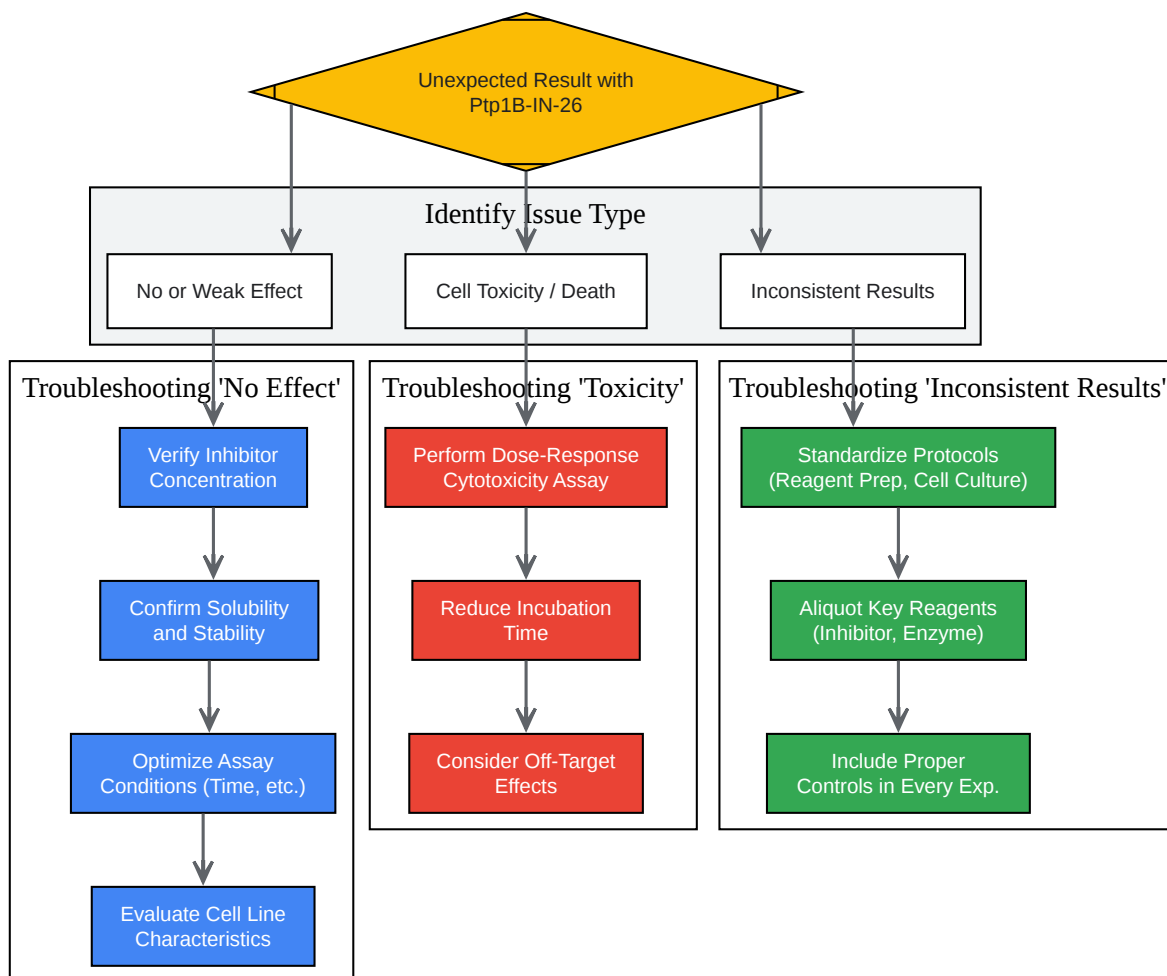 Unexpected Result with
Ptp1B-IN-26
Identify Issue Type
No or Weak Effect
Cell Toxicity / Death
Inconsistent Results
Troubleshooting 'No Effect'
Verify Inhibitor
Concentration
Confirm Solubility
and Stability
Optimize Assay
Conditions (Time, etc.)
Evaluate Cell Line
Characteristics
Troubleshooting 'Toxicity'
Perform Dose-Response
Cytotoxicity Assay
Reduce Incubation
Time
Consider Off-Target
Effects
Troubleshooting 'Inconsistent Results'
Standardize Protocols
(Reagent Prep, Cell Culture)
Aliquot Key Reagents
(Inhibitor, Enzyme)
Include Proper
Controls in Every Exp.